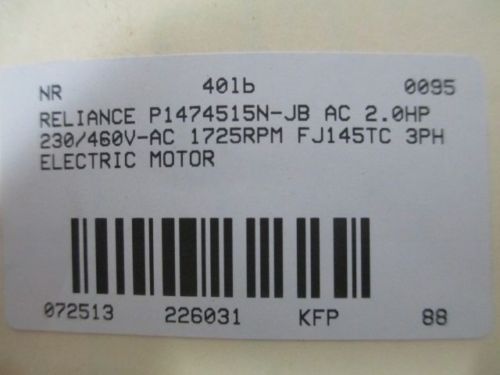 NR 40lb 0095
RELIANCE P1474515N-JB AC 2.0HP
230/460V-AC 1725RPM FJ145TC 3PH
ELECTRIC MOTOR
072513 226031 KFP 88